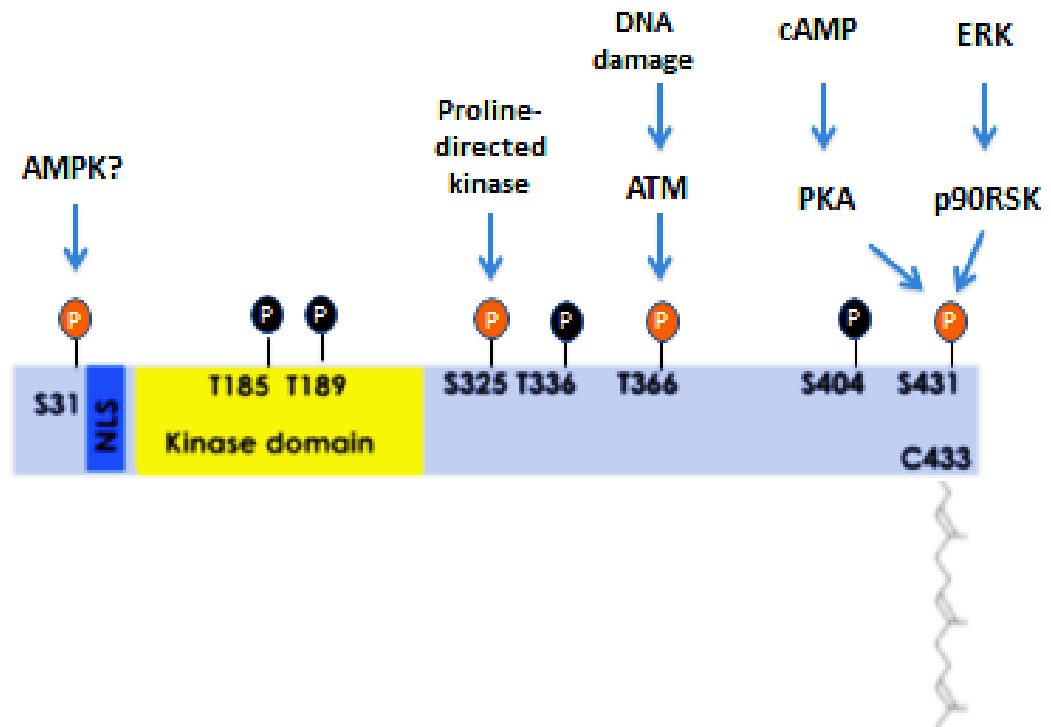 DNA
damage
cAMP
ERK
Proline-
directed
kinase
AMPK?
ATM
PKA
p90RSK
P
P
P
P
P
P
P
P
S31
NLS
T185
T189
S325
T336
T366
S404
S431
Kinase domain
C433